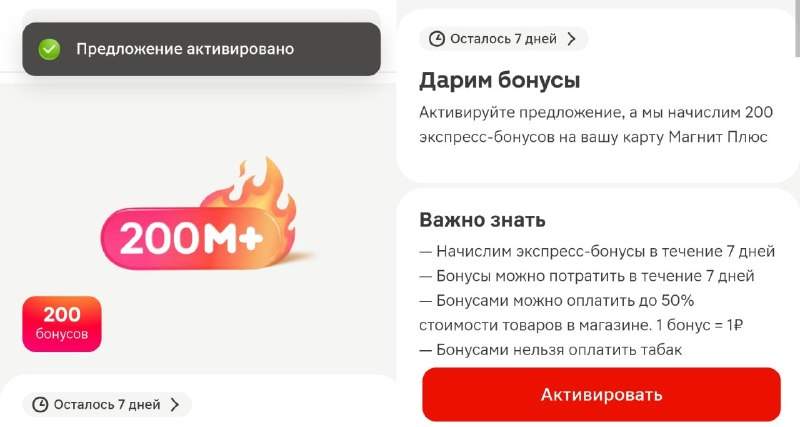 Предложение активировано
200М+
200
бонусов
Осталось 7 дней
Осталось 7 дней
Дарим бонусы
Активируйте предложение, а мы начислим 200
экспресс-бонусов на вашу карту Магнит Плюс
Важно знать
— Начислим экспресс-бонусы в течение 7 дней
— Бонусы можно потратить в течение 7 дней
— Бонусами можно оплатить до 50%
стоимости товаров в магазине. 1 бонус = 1₽
— Бонусами нельзя оплатить табак
Активировать